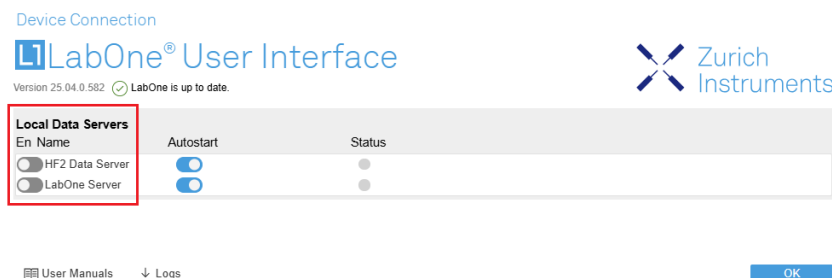 Device Connection
L1 LabOne® User Interface
Zurich
Instruments
Version 25.04.0.582 LabOne is up to date.
Local Data Servers
En Name Autostart Status
HF2 Data Server
LabOne Server
User Manuals ↓ Logs OK